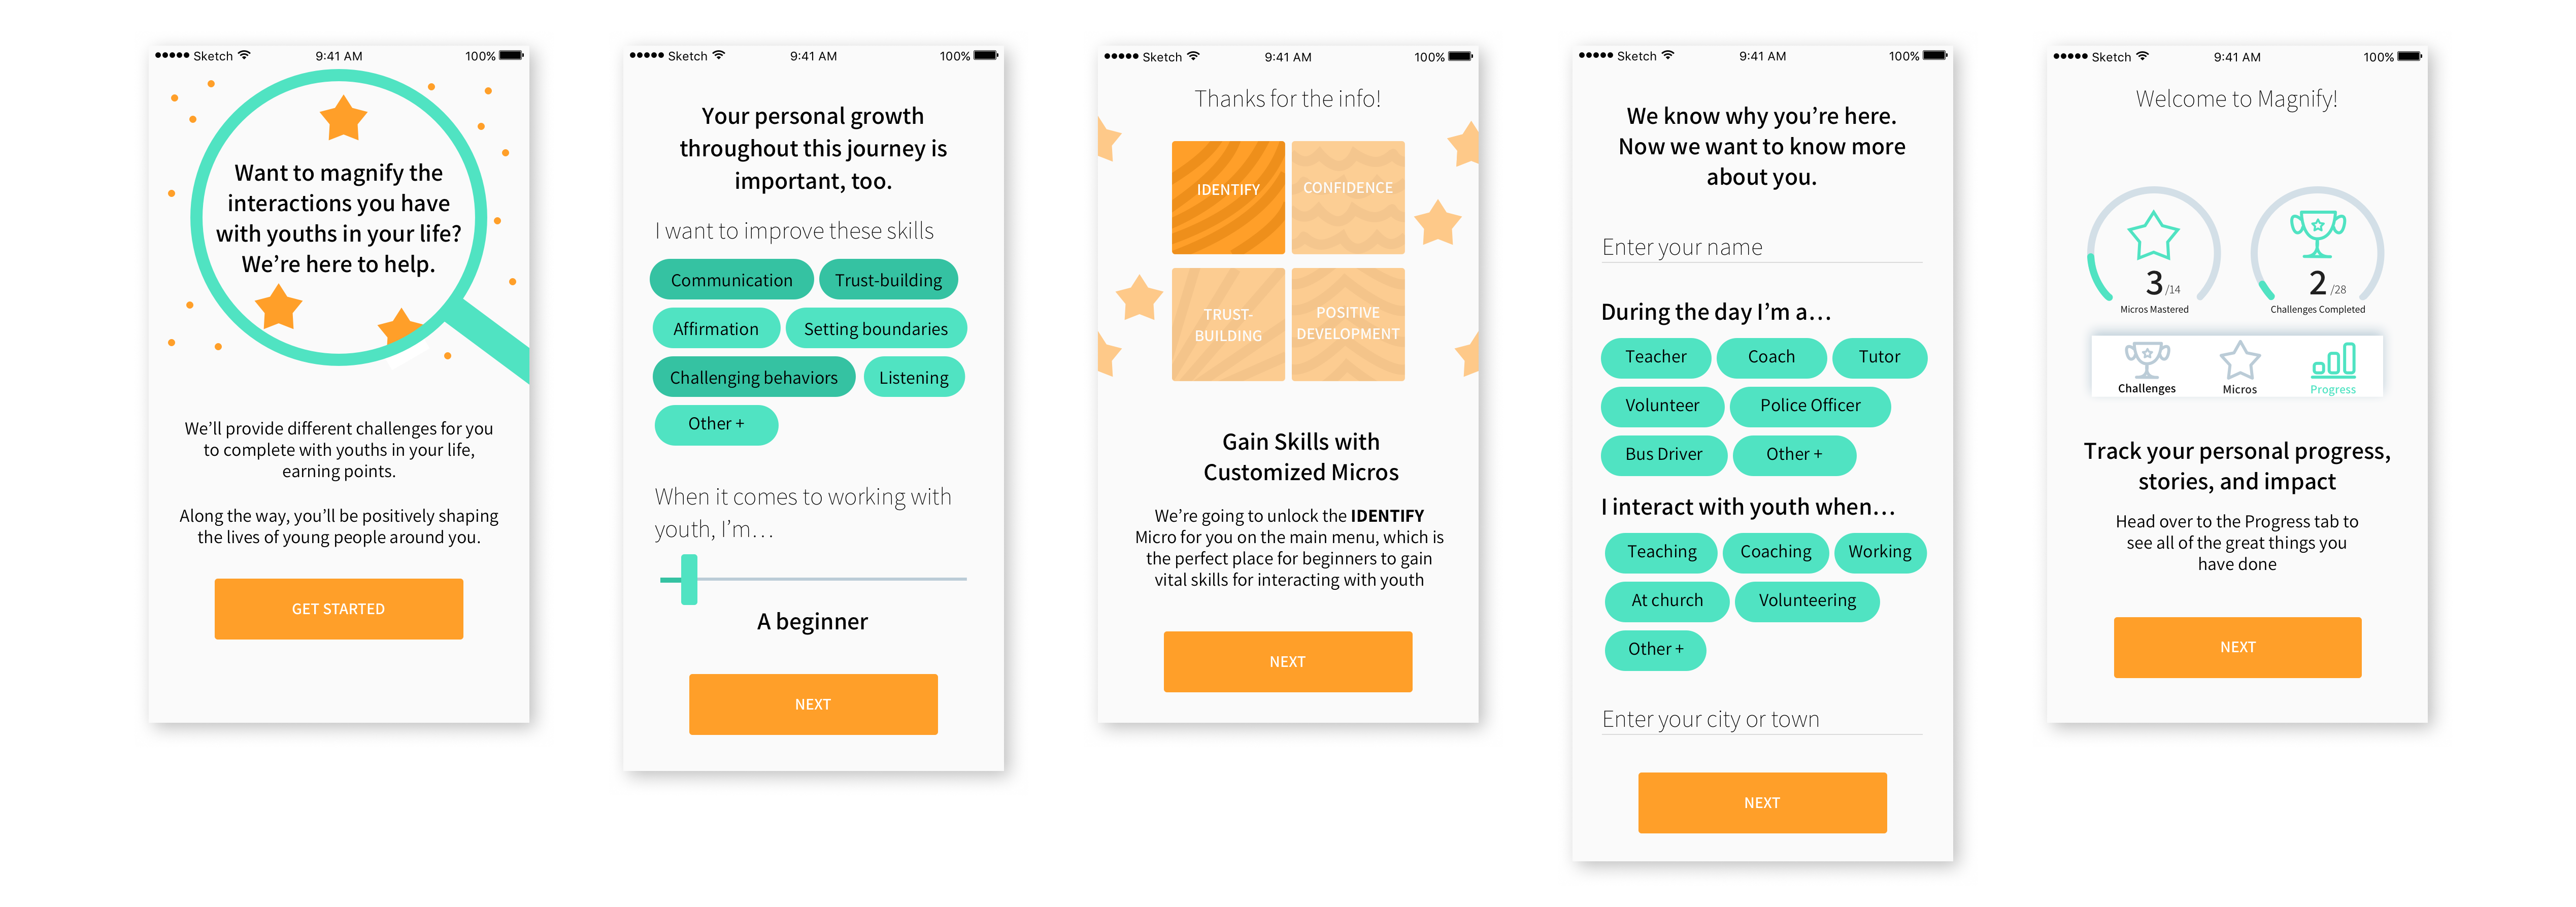 Sketch 9:41 AM 100%
Want to magnify the
interactions you have
with youths in your life?
We're here to help.
We'll provide different challenges for you
to complete with youths in your life,
earning points.
Along the way, you'll be positively shaping
the lives of young people around you.
GET STARTED
Sketch 9:41 AM 100%
Your personal growth
throughout this journey is
important, too.
I want to improve these skills
Communication Trust-building
Affirmation Setting boundaries
Challenging behaviors Listening
Other +
When it comes to working with
youth, I'm…
A beginner
NEXT
Sketch 9:41 AM 100%
Thanks for the info!
IDENTIFY CONFIDENCE
TRUST-
BUILDING
POSITIVE
DEVELOPMENT
Gain Skills with
Customized Micros
We're going to unlock the IDENTIFY
Micro for you on the main menu, which is
the perfect place for beginners to gain
vital skills for interacting with youth
NEXT
Sketch 9:41 AM 100%
We know why you're here.
Now we want to know more
about you.
Enter your name
During the day I'm a…
Teacher Coach Tutor
Volunteer Police Officer
Bus Driver Other +
I interact with youth when…
Teaching Coaching Working
At church Volunteering
Other +
Enter your city or town
NEXT
Sketch 9:41 AM 100%
Welcome to Magnify!
3/14 2/28
Micros Mastered Challenges Completed
Challenges Micros Progress
Track your personal progress,
stories, and impact
Head over to the Progress tab to
see all of the great things you
have done
NEXT